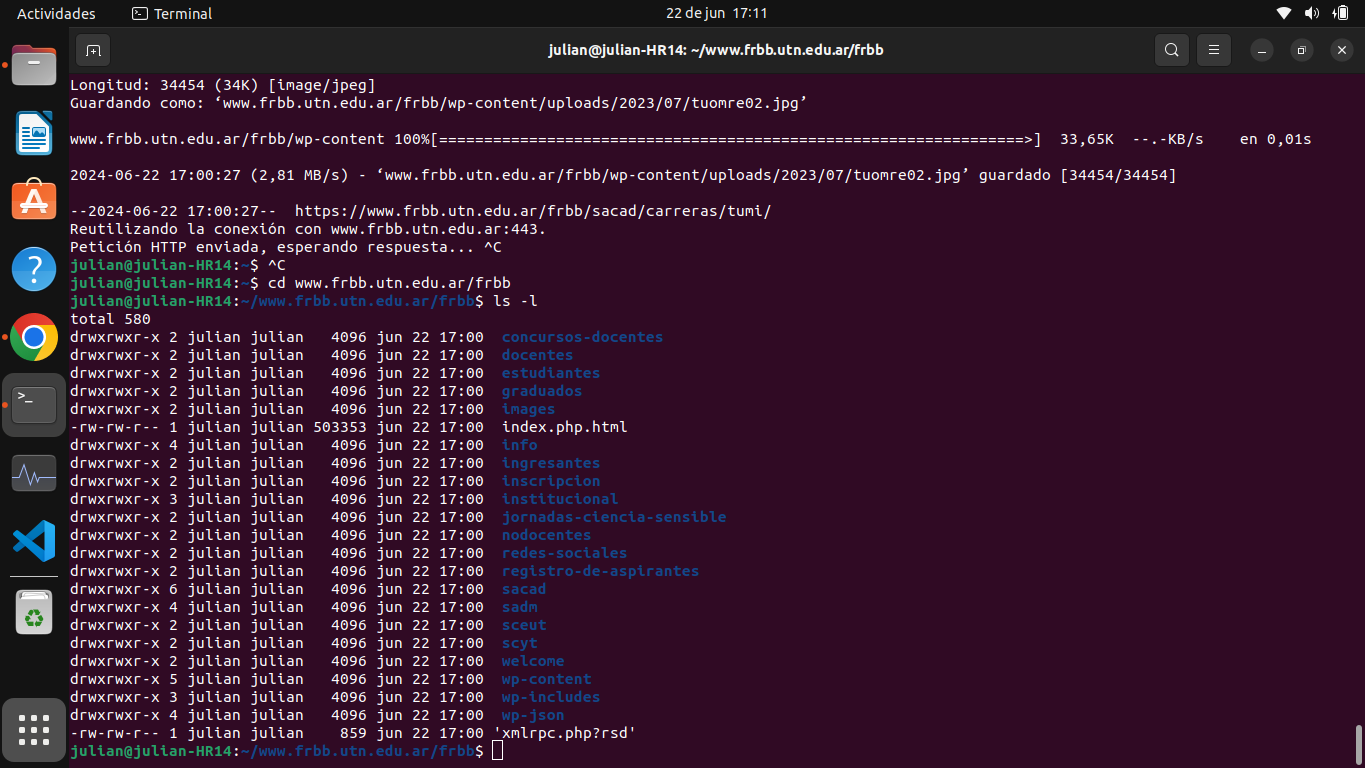 Actividades
Terminal
22 de jun 17:11
julian@julian-HR14: ~/www.frbb.utn.edu.ar/frbb
Longitud: 34454 (34K) [image/jpeg]
Guardando como: ‘www.frbb.utn.edu.ar/frbb/wp-content/uploads/2023/07/tuomre02.jpg’
www.frbb.utn.edu.ar/frbb/wp-content 100%[=================================================================>]  33,65K  --.-KB/s    en 0,01s
2024-06-22 17:00:27 (2,81 MB/s) - ‘www.frbb.utn.edu.ar/frbb/wp-content/uploads/2023/07/tuomre02.jpg’ guardado [34454/34454]
--2024-06-22 17:00:27--  https://www.frbb.utn.edu.ar/frbb/sacad/carreras/tumi/
Reutilizando la conexión con www.frbb.utn.edu.ar:443.
Petición HTTP enviada, esperando respuesta... ^C
julian@julian-HR14:~$ ^C
julian@julian-HR14:~$ cd www.frbb.utn.edu.ar/frbb
julian@julian-HR14:~/www.frbb.utn.edu.ar/frbb$ ls -l
total 580
drwxrwxr-x 2 julian julian   4096 jun 22 17:00  concursos-docentes
drwxrwxr-x 2 julian julian   4096 jun 22 17:00  docentes
drwxrwxr-x 2 julian julian   4096 jun 22 17:00  estudiantes
drwxrwxr-x 2 julian julian   4096 jun 22 17:00  graduados
drwxrwxr-x 2 julian julian   4096 jun 22 17:00  images
-rw-rw-r-- 1 julian julian 503353 jun 22 17:00  index.php.html
drwxrwxr-x 4 julian julian   4096 jun 22 17:00  info
drwxrwxr-x 2 julian julian   4096 jun 22 17:00  ingresantes
drwxrwxr-x 2 julian julian   4096 jun 22 17:00  inscripcion
drwxrwxr-x 3 julian julian   4096 jun 22 17:00  institucional
drwxrwxr-x 2 julian julian   4096 jun 22 17:00  jornadas-ciencia-sensible
drwxrwxr-x 2 julian julian   4096 jun 22 17:00  nodocentes
drwxrwxr-x 2 julian julian   4096 jun 22 17:00  redes-sociales
drwxrwxr-x 2 julian julian   4096 jun 22 17:00  registro-de-aspirantes
drwxrwxr-x 6 julian julian   4096 jun 22 17:00  sacad
drwxrwxr-x 4 julian julian   4096 jun 22 17:00  sadm
drwxrwxr-x 2 julian julian   4096 jun 22 17:00  sceut
drwxrwxr-x 2 julian julian   4096 jun 22 17:00  scyt
drwxrwxr-x 2 julian julian   4096 jun 22 17:00  welcome
drwxrwxr-x 5 julian julian   4096 jun 22 17:00  wp-content
drwxrwxr-x 3 julian julian   4096 jun 22 17:00  wp-includes
drwxrwxr-x 4 julian julian   4096 jun 22 17:00  wp-json
-rw-rw-r-- 1 julian julian    859 jun 22 17:00 'xmlrpc.php?rsd'
julian@julian-HR14:~/www.frbb.utn.edu.ar/frbb$